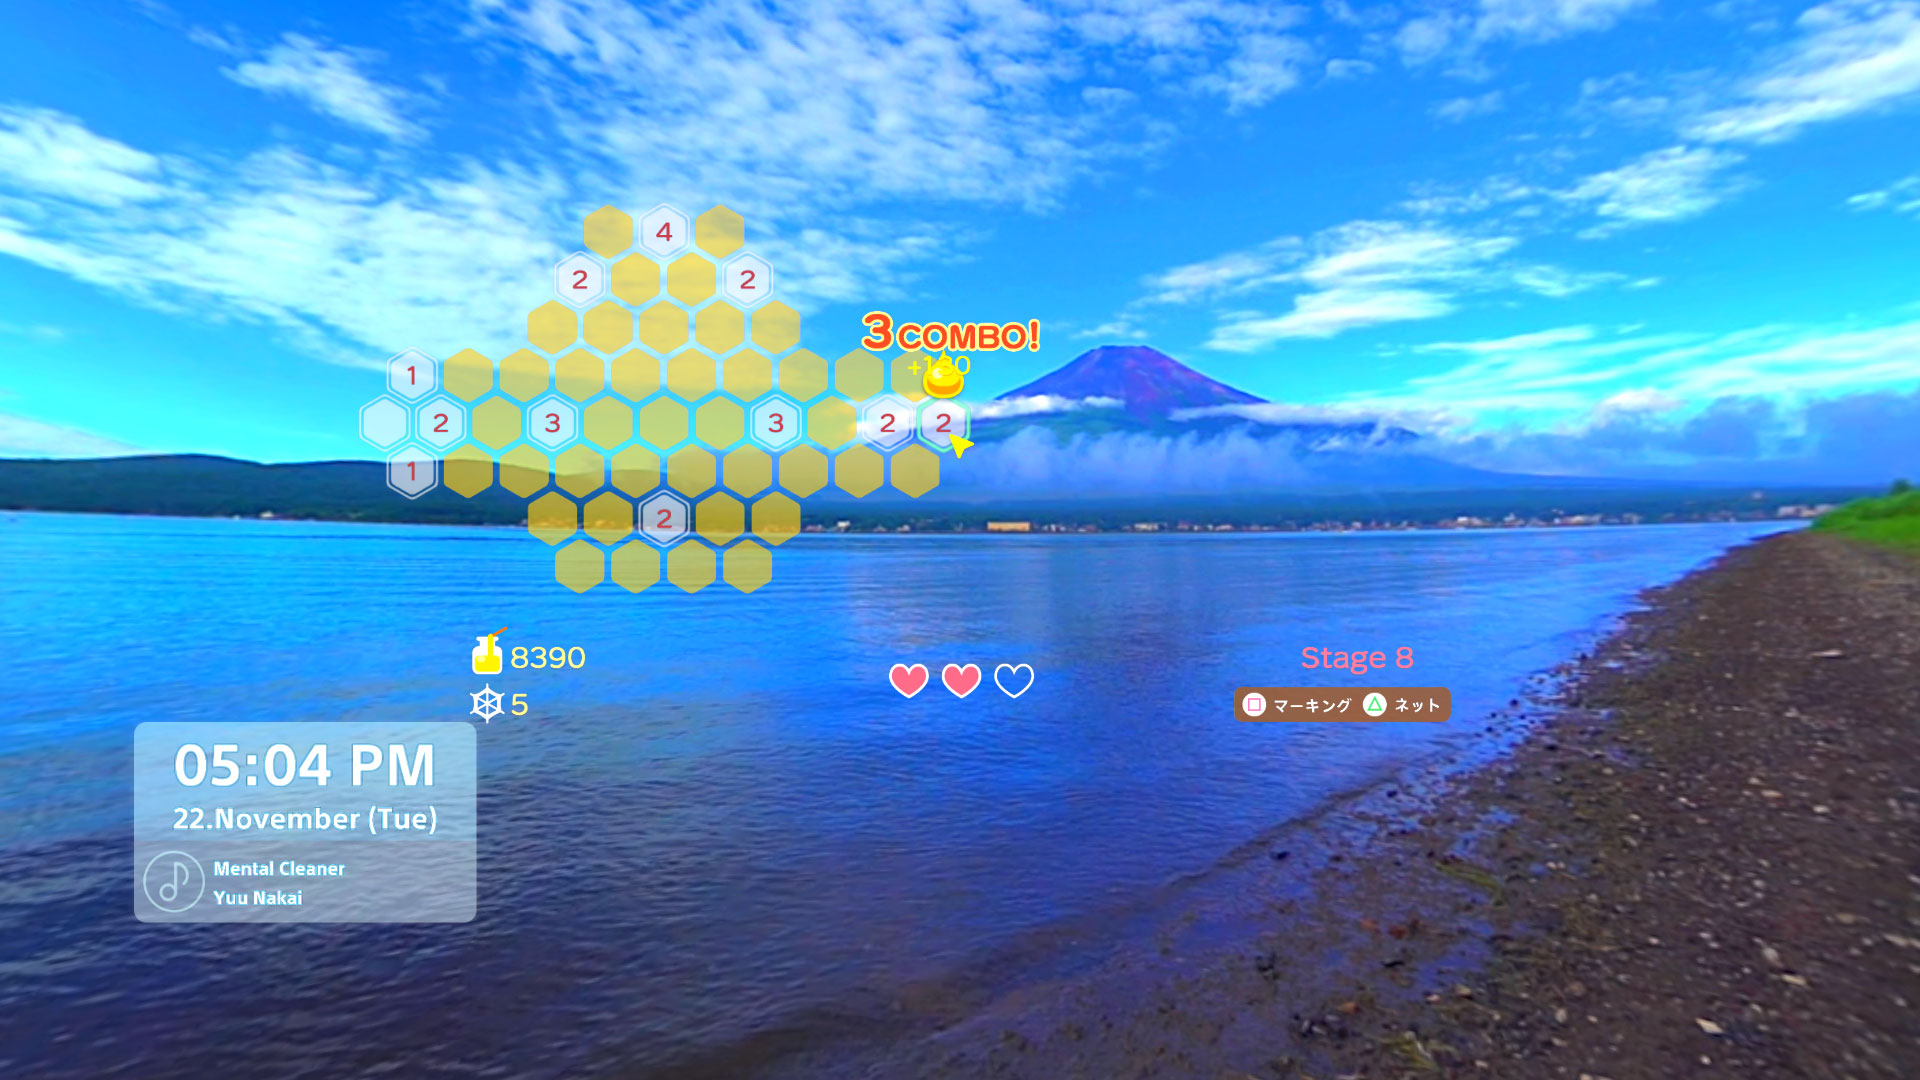 4
2 2
3 COMBO!
+180
1
2 3 3 2 2
1
2
8390
5
Stage 8
マーキング ネット
05:04 PM
22.November (Tue)
Mental Cleaner
Yuu Nakai